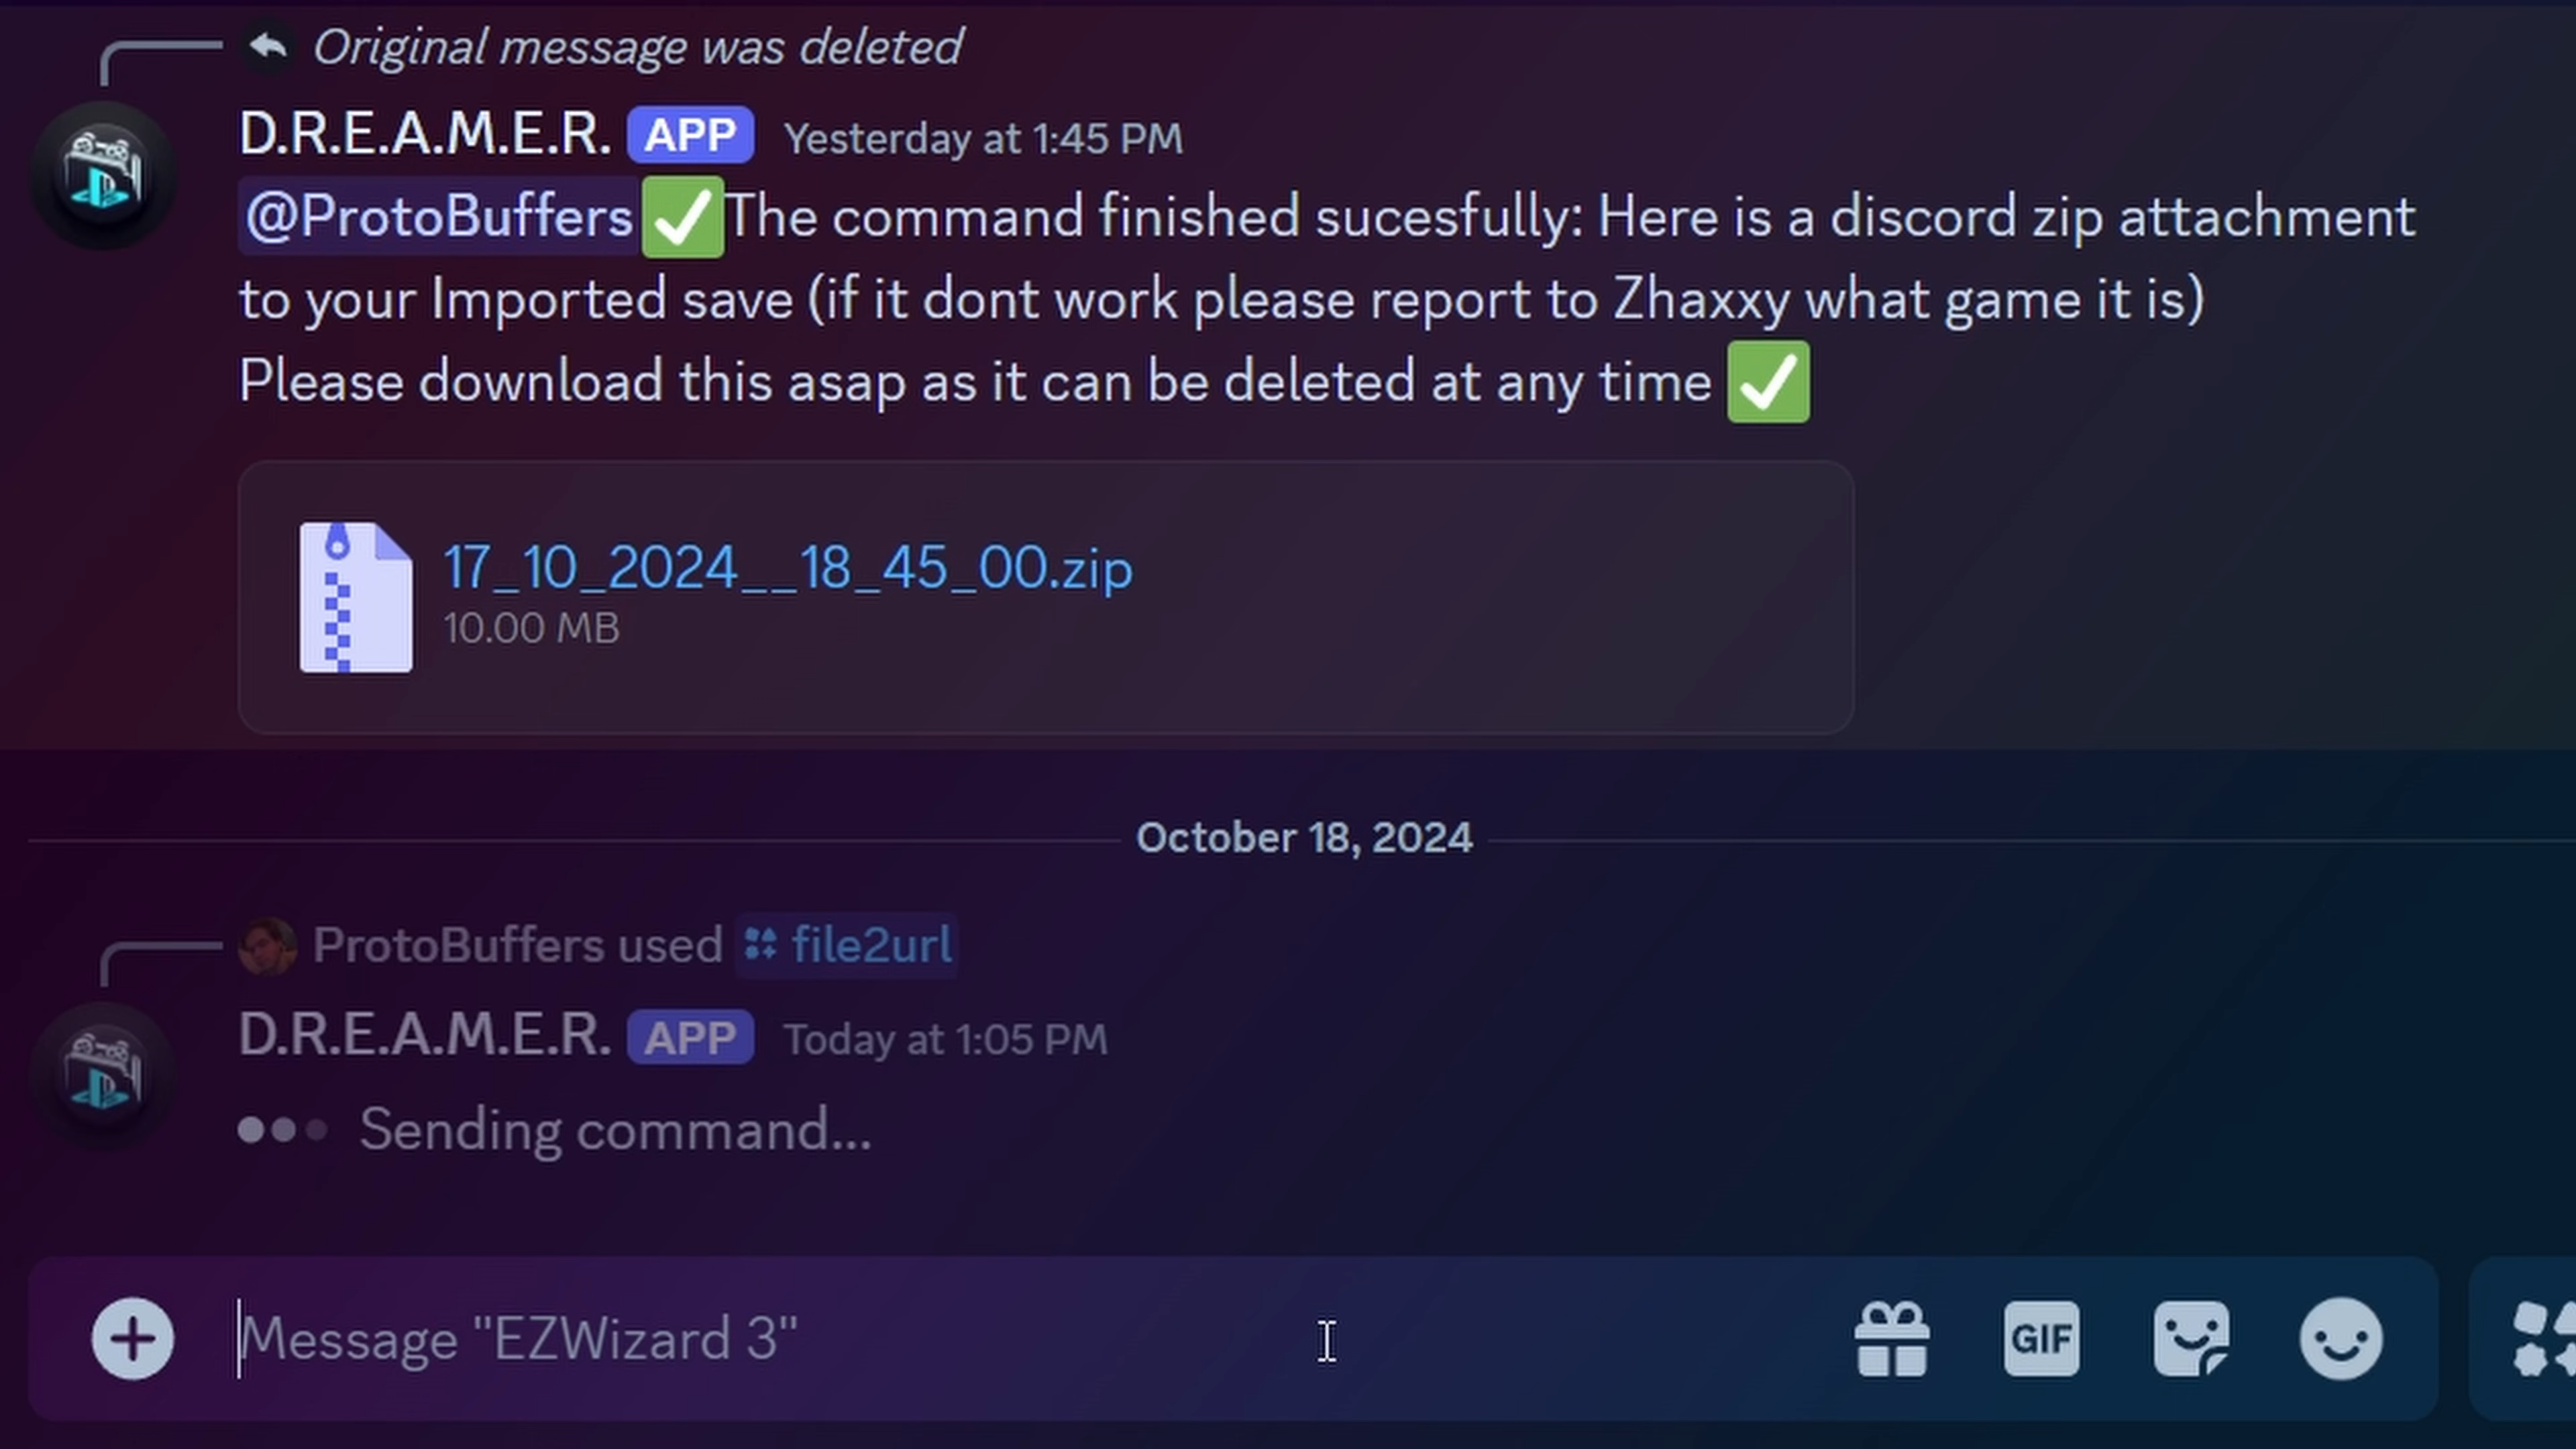 Original message was deleted
D.R.E.A.M.E.R. APP Yesterday at 1:45 PM
@ProtoBuffers ✅The command finished sucesfully: Here is a discord zip attachment
to your Imported save (if it dont work please report to Zhaxxy what game it is)
Please download this asap as it can be deleted at any time ✅
17_10_2024__18_45_00.zip
10.00 MB
October 18, 2024
ProtoBuffers used file2url
D.R.E.A.M.E.R. APP Today at 1:05 PM
Sending command...
Message "EZWizard 3"
GIF